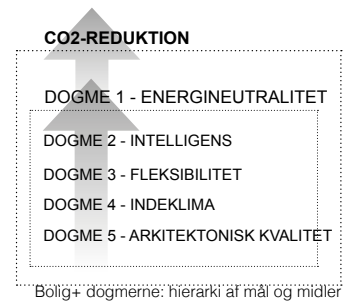 CO2-REDUKTION
DOGME 1 - ENERGINEUTRALITET
DOGME 2 - INTELLIGENS
DOGME 3 - FLEKSIBILITET
DOGME 4 - INDEKLIMA
DOGME 5 - ARKITEKTONISK KVALITET
Bolig+ dogmerne: hierarki af mål og midler